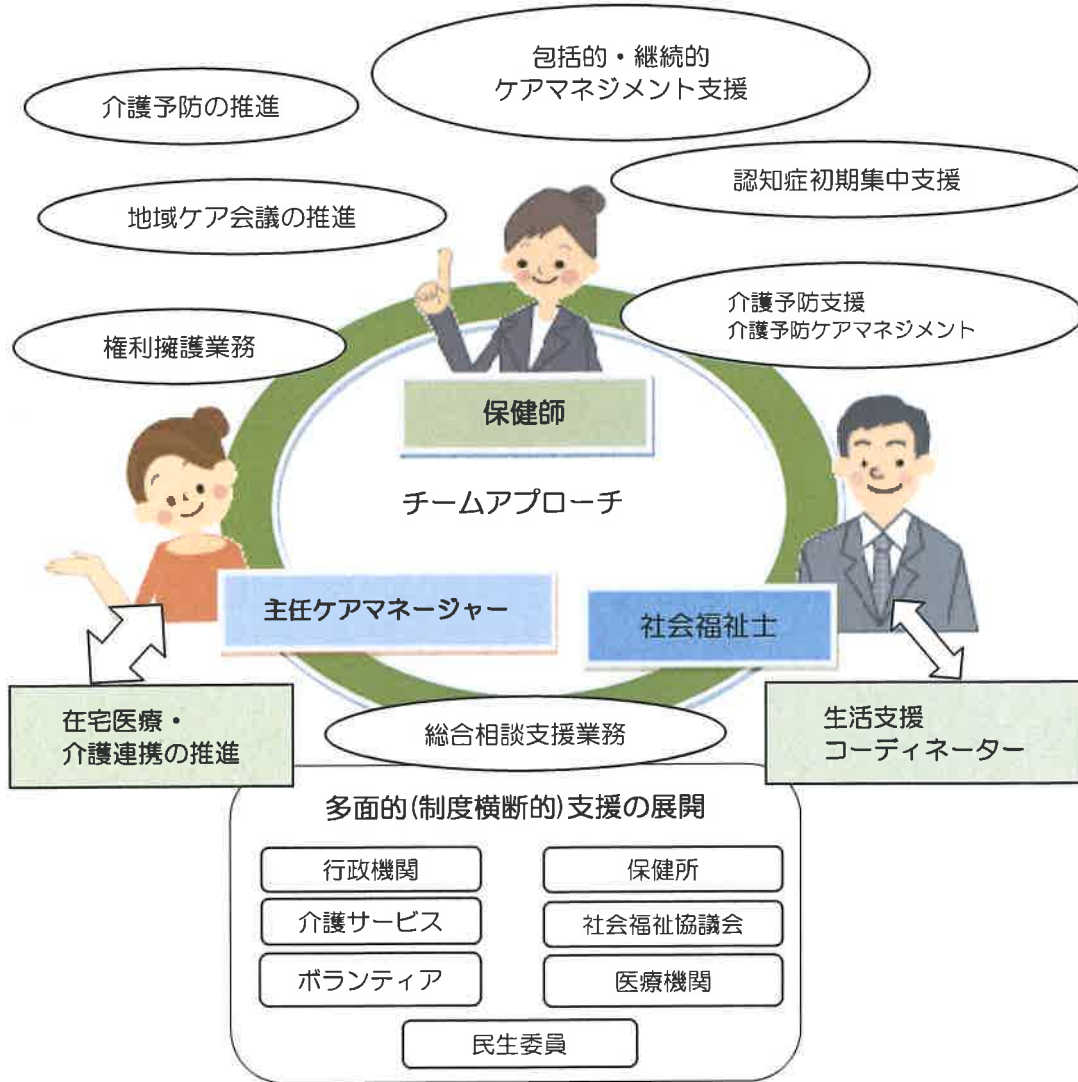 包括的・継続的
ケアマネジメント支援
介護予防の推進
認知症初期集中支援
地域ケア会議の推進
介護予防支援
介護予防ケアマネジメント
権利擁護業務
保健師
チームアプローチ
主任ケアマネージャー
社会福祉士
在宅医療・
介護連携の推進
総合相談支援業務
生活支援
コーディネーター
多面的(制度横断的)支援の展開
行政機関
保健所
介護サービス
社会福祉協議会
ボランティア
医療機関
民生委員